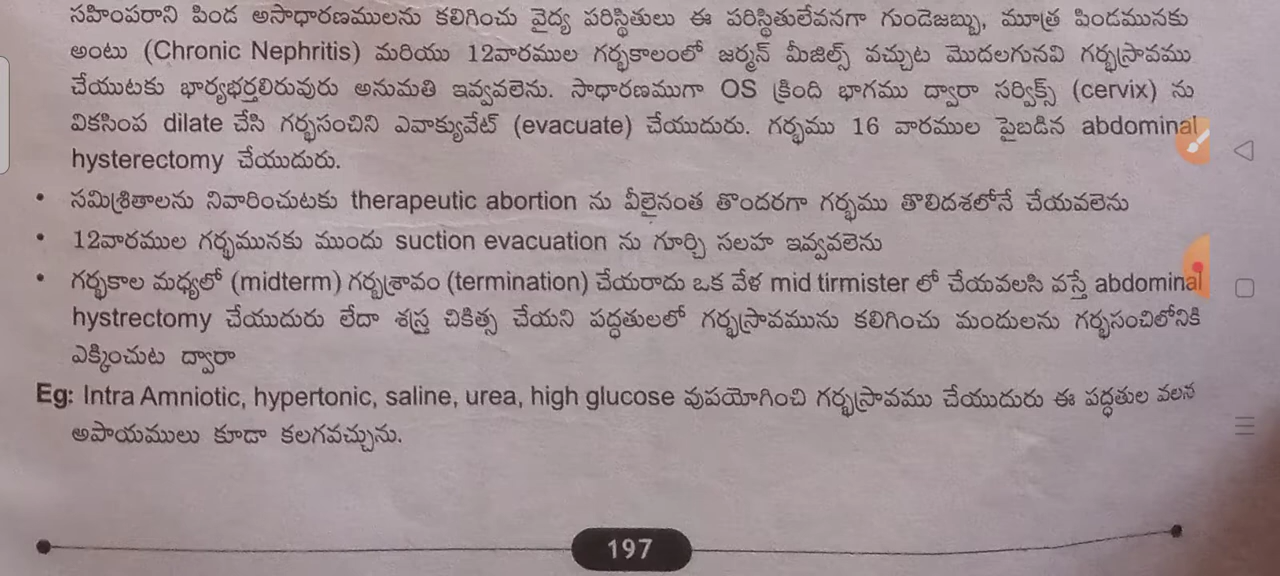 సహింపరాని పిండ అసాధారణములను కలిగించు వైద్య పరిస్థితులు ఈ పరిస్థితులేవనగా గుండెజబ్బు, మూత్ర పిండమునకు
అంటు (Chronic Nephritis) మరియు 12వారముల గర్భకాలంలో జర్మన్ మీజిల్స్ వచ్చుట మొదలగునవి గర్భస్రావము
చేయుటకు భార్యభర్తలిరువురు అనుమతి ఇవ్వవలెను. సాధారణముగా OS క్రింది భాగము ద్వారా సర్విక్స్ (cervix) ను
వికసింప dilate చేసి గర్భసంచిని ఎవాక్యువేట్ (evacuate) చేయుదురు. గర్భము 16 వారముల పైబడిన abdominal
hysterectomy చేయుదురు.
• సమిశ్రితాలను నివారించుటకు therapeutic abortion ను వీలైనంత తొందరగా గర్భము తొలిదశలోనే చేయవలెను
• 12వారముల గర్భమునకు ముందు suction evacuation ను గూర్చి సలహ ఇవ్వవలెను
• గర్భకాల మధ్యలో (midterm) గర్భశ్రావం (termination) చేయరాదు ఒక వేళ mid tirmister లో చేయవలసి వస్తే abdominal
hystrectomy చేయుదురు లేదా శస్త్ర చికిత్స చేయని పద్ధతులలో గర్భస్రావమును కలిగించు మందులను గర్భసంచిలోనికి
ఎక్కించుట ద్వారా
Eg: Intra Amniotic, hypertonic, saline, urea, high glucose వుపయోగించి గర్భస్రావము చేయుదురు ఈ పద్ధతుల వలన
అపాయములు కూడా కలగవచ్చును.
197